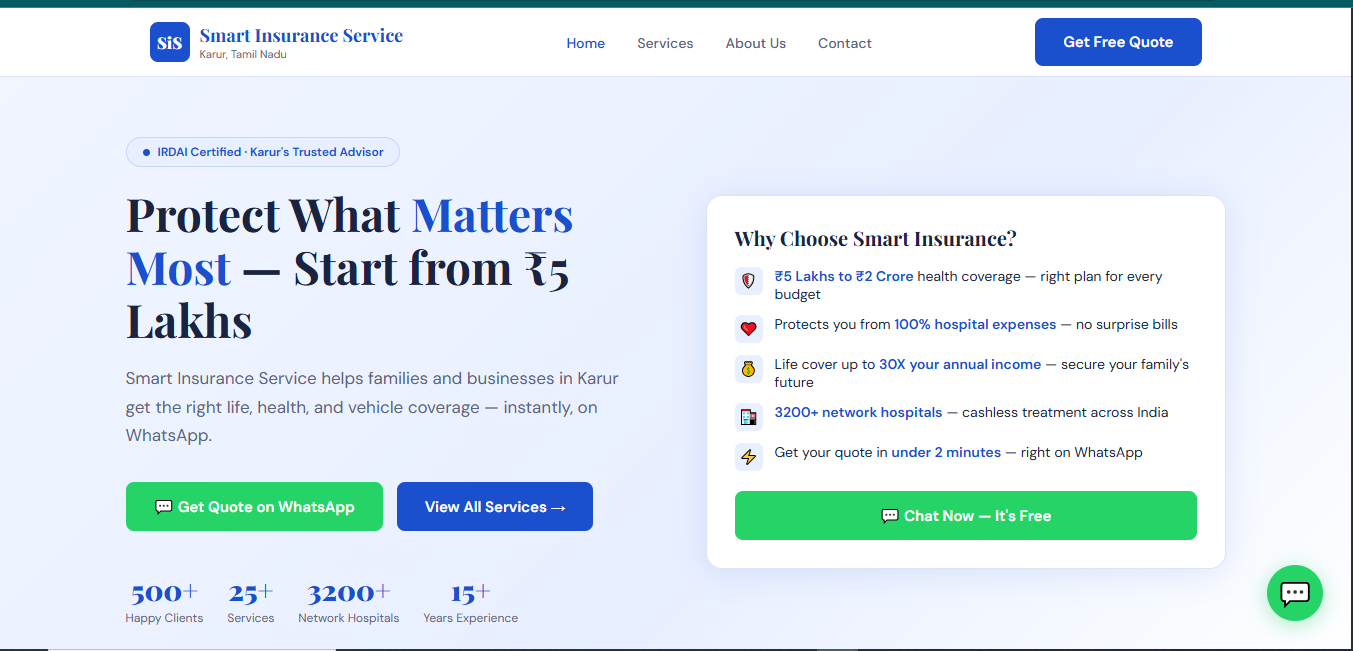 SiS
Smart Insurance Service
Karur, Tamil Nadu
Home
Services
About Us
Contact
Get Free Quote
IRDAI Certified · Karur's Trusted Advisor
Protect What Matters
Most — Start from ₹5
Lakhs
Smart Insurance Service helps families and businesses in Karur
get the right life, health, and vehicle coverage — instantly, on
WhatsApp.
Get Quote on WhatsApp
View All Services →
500+
Happy Clients
25+
Services
3200+
Network Hospitals
15+
Years Experience
Why Choose Smart Insurance?
₹5 Lakhs to ₹2 Crore health coverage — right plan for every
budget
Protects you from 100% hospital expenses — no surprise bills
Life cover up to 30X your annual income — secure your family's
future
3200+ network hospitals — cashless treatment across India
Get your quote in under 2 minutes — right on WhatsApp
Chat Now — It's Free